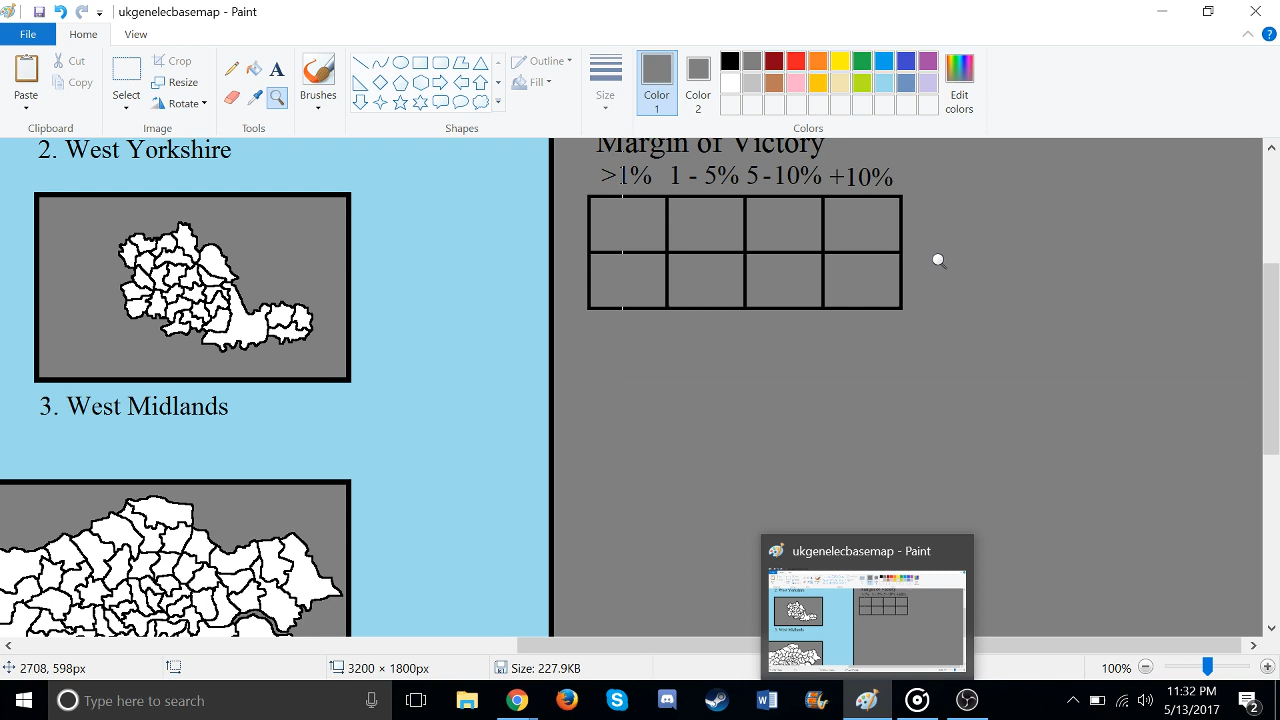 ukgenelecbasemap - Paint
File
Home
View
Paste
Cut
Copy
Clipboard
Select
Crop
Resize
Rotate
Image
A
Tools
Brushes
Outline
Fill
Shapes
Size
Color 1
Color 2
Edit colors
Colors
2. West Yorkshire
Margin of Victory
>1% 1 - 5% 5 -10% +10%
3. West Midlands
ukgenelecbasemap - Paint
2708, 598px
3200 × 1800px
Size: 227.9KB
100%
Type here to search
11:32 PM
5/13/2017
2